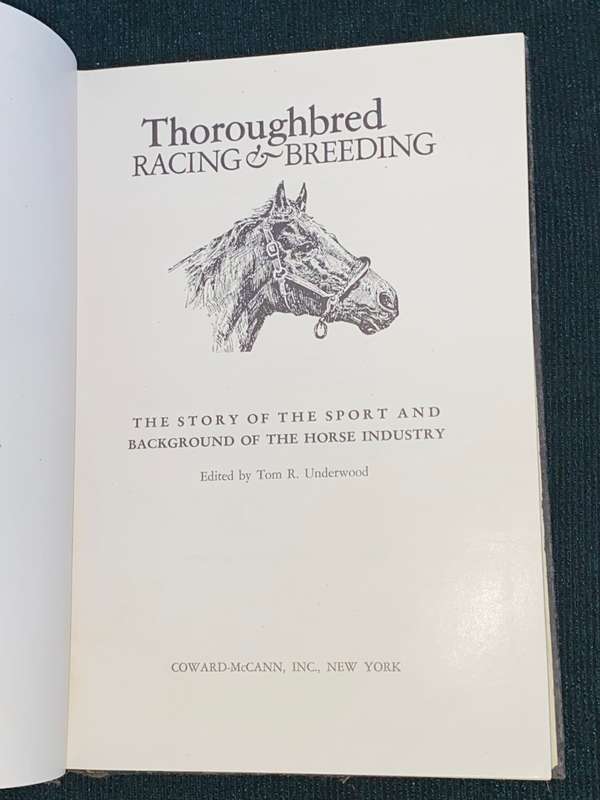 Thoroughbred
RACING & BREEDING
THE STORY OF THE SPORT AND
BACKGROUND OF THE HORSE INDUSTRY
Edited by Tom R. Underwood
COWARD-McCANN, INC., NEW YORK